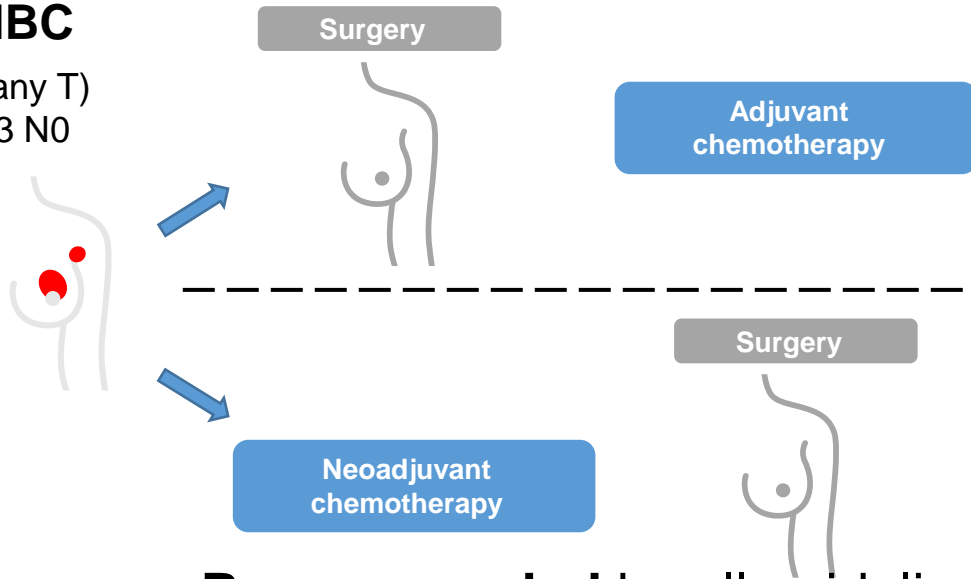 Surgery
any T)
3 N0
Adjuvant
chemotherapy
Surgery
Neoadjuvant
chemotherapy